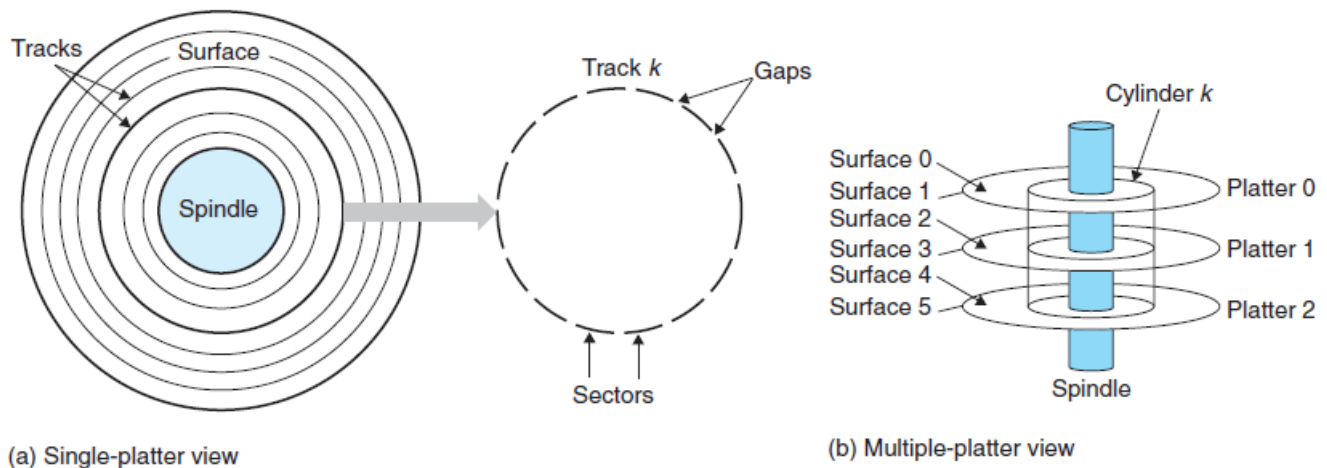 Tracks
Surface
Spindle
Track k
Gaps
Sectors
(a) Single-platter view
Cylinder k
Surface 0
Surface 1
Surface 2
Surface 3
Surface 4
Surface 5
Platter 0
Platter 1
Platter 2
Spindle
(b) Multiple-platter view